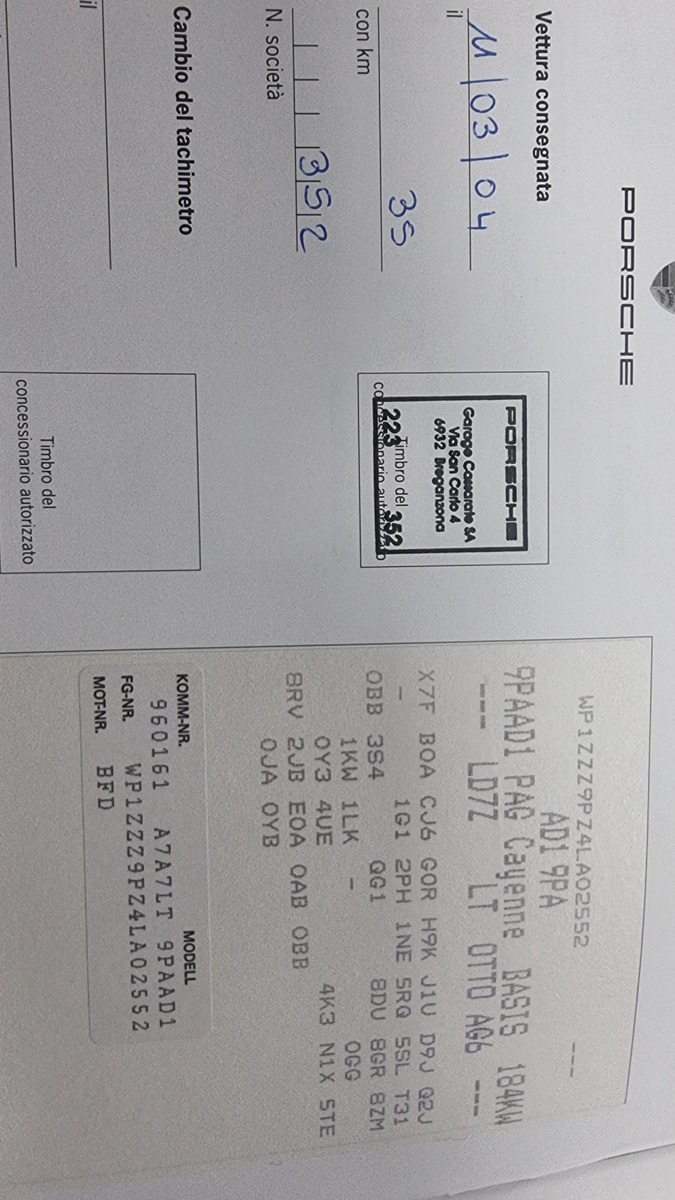 PORSCHE
Vettura consegnata
il 11/03/04
con km 35
N. società 352
Cambio del tachimetro
il
PORSCHE
Garage Cassarate SA
Via San Carlo 4
6932 Breganzona
223 352
Timbro del
concessionario autorizzato
Timbro del
concessionario autorizzato
WP1ZZZ9PZ4LA02552 ---
AD1 9PA
9PAAD1 PAG Cayenne BASIS 184KW
--- LD7Z LT OTTO AG6 ---
X7F B0A CJ6 G0R H9K J1U D9J Q2J
- 1G1 2PH 1NE 5RQ 5SL T31
0BB 3S4 QG1 8DU 8GR 8ZM
1KW 1LK - 0GG
0Y3 4UE 4K3 N1X 5TE
8RV 2JB E0A 0AB 0BB
0JA 0YB
KOMM-NR. MODELL
960161 A7A7LT 9PAAD1
FG-NR. WP1ZZZ9PZ4LA02552
MOT-NR. BFD